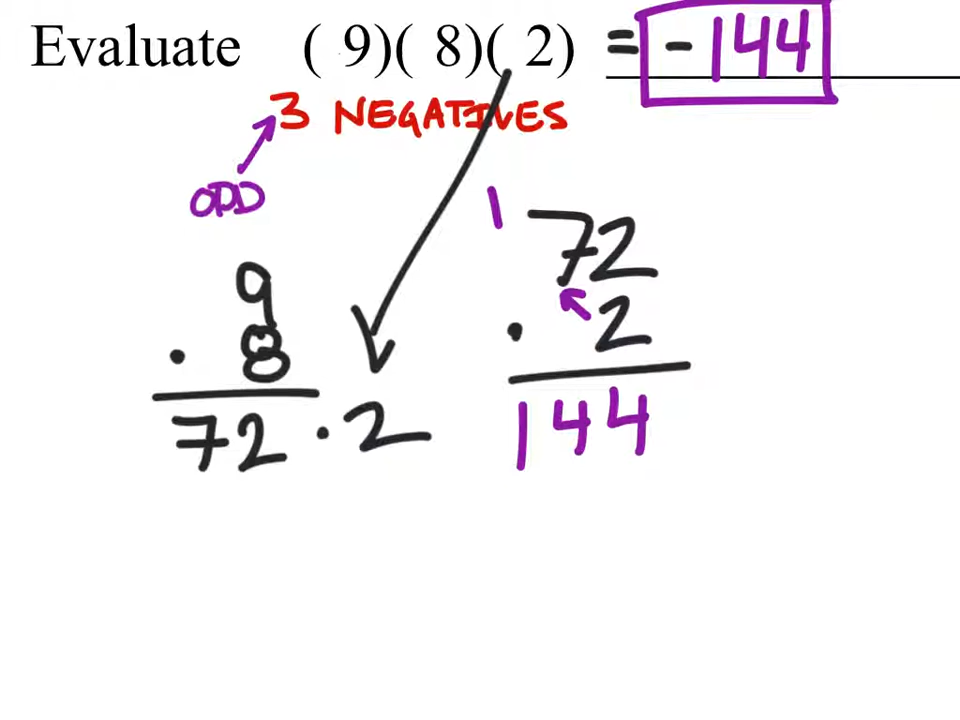 Evaluate ( 9)( 8)( 2) = -144
3 NEGATIVES
ODD
1
9
· 8
72 · 2
72
· 2
144